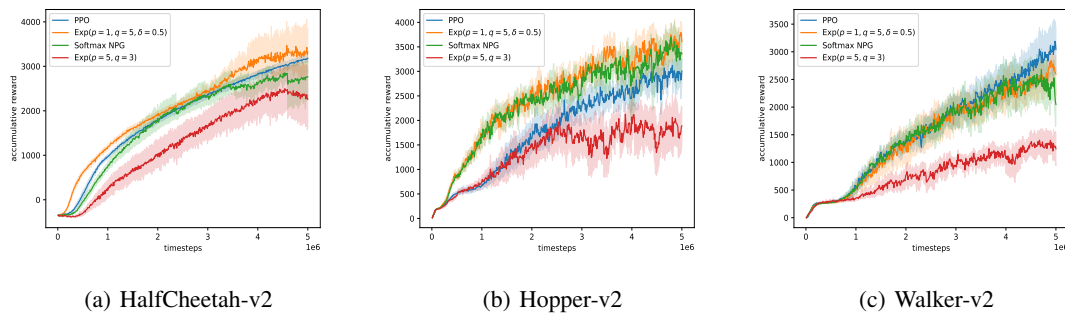 PPO
Exp(p = 1, q = 5, δ = 0.5)
Softmax NPG
Exp(p = 5, q = 3)
accumulative reward
4000
3000
2000
1000
0
0
1
2
3
4
5
1e6
timesteps
(a) HalfCheetah-v2
PPO
Exp(p = 1, q = 5, δ = 0.5)
Softmax NPG
Exp(p = 5, q = 3)
accumulative reward
4000
3500
3000
2500
2000
1500
1000
500
0
0
1
2
3
4
5
1e6
timesteps
(b) Hopper-v2
PPO
Exp(p = 1, q = 5, δ = 0.5)
Softmax NPG
Exp(p = 5, q = 3)
accumulative reward
3500
3000
2500
2000
1500
1000
500
0
0
1
2
3
4
5
1e6
timesteps
(c) Walker-v2